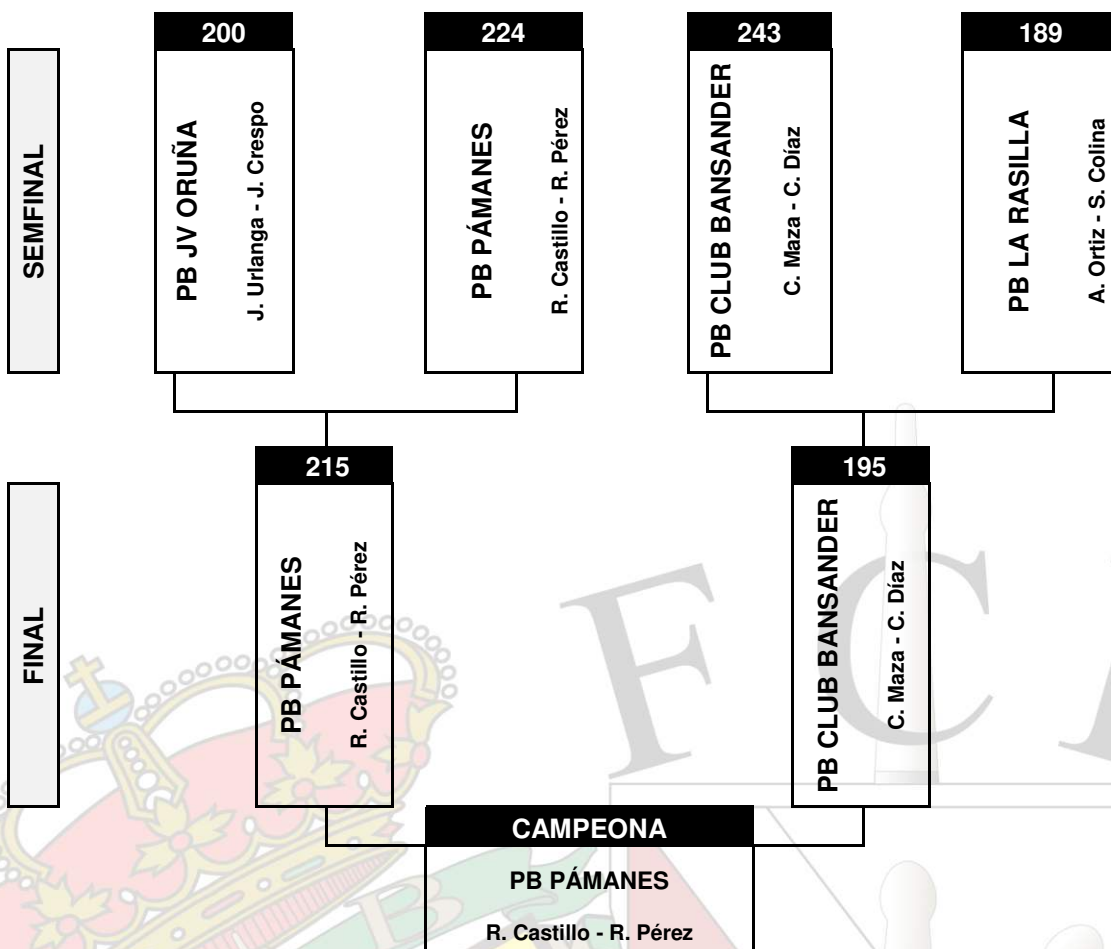 200
224
243
189
SEMFINAL
PB JV ORUÑA
J. Urlanga - J. Crespo
PB PÁMANES
R. Castillo - R. Pérez
PB CLUB BANSANDER
C. Maza - C. Díaz
PB LA RASILLA
A. Ortiz - S. Colina
215
195
FINAL
PB PÁMANES
R. Castillo - R. Pérez
PB CLUB BANSANDER
C. Maza - C. Díaz
F C
CAMPEONA
PB PÁMANES
R. Castillo - R. Pérez